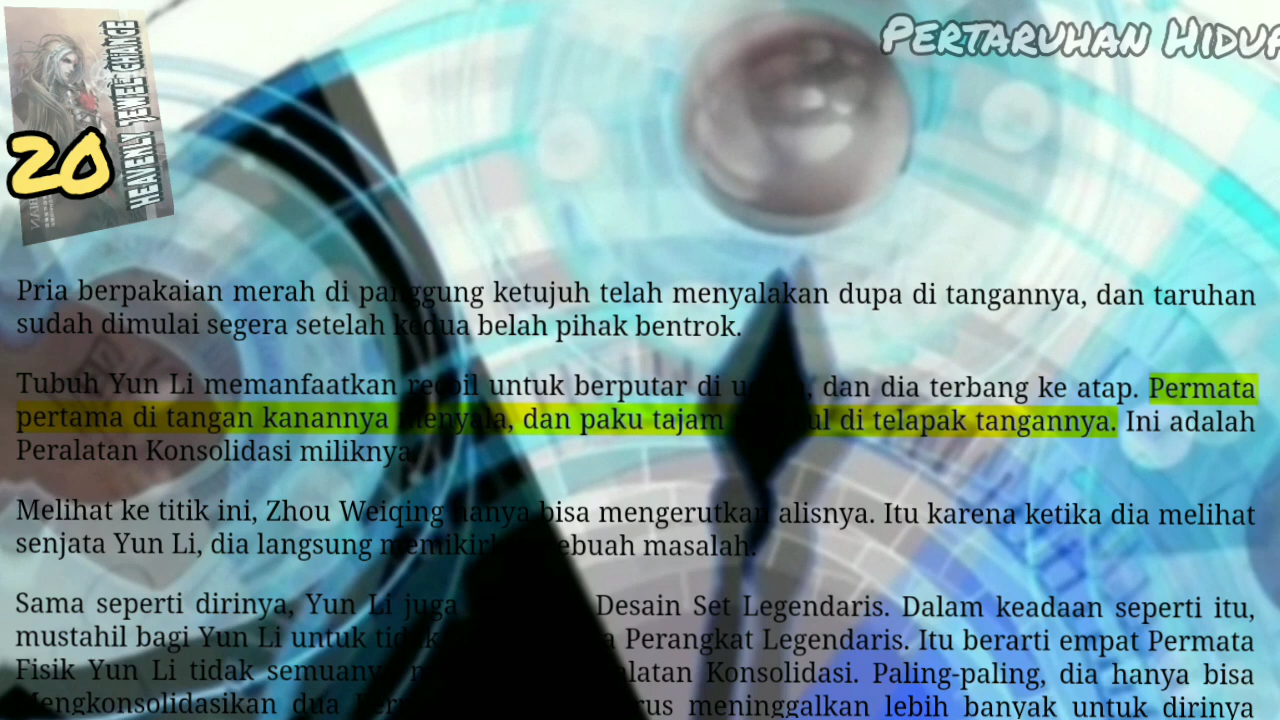 HEAVENLY JEWEL CHANGE
20
PERTARUHAN HIDUP
Pria berpakaian merah di panggung ketujuh telah menyalakan dupa di tangannya, dan taruhan
sudah dimulai segera setelah kedua belah pihak bentrok.
Tubuh Yun Li memanfaatkan recoil untuk berputar di udara, dan dia terbang ke atap. Permata
pertama di tangan kanannya menyala, dan paku tajam di telapak tangannya. Ini adalah
Peralatan Konsolidasi miliknya.
Melihat ke titik ini, Zhou Weiqing hanya bisa mengerutkan alisnya. Itu karena ketika dia melihat
senjata Yun Li, dia langsung memikirkan sebuah masalah.
Sama seperti dirinya, Yun Li juga Desain Set Legendaris. Dalam keadaan seperti itu,
mustahil bagi Yun Li untuk tidak Perangkat Legendaris. Itu berarti empat Permata
Fisik Yun Li tidak semuanya Konsolidasi. Paling-paling, dia hanya bisa
Mengkonsolidasikan dua meninggalkan lebih banyak untuk dirinya